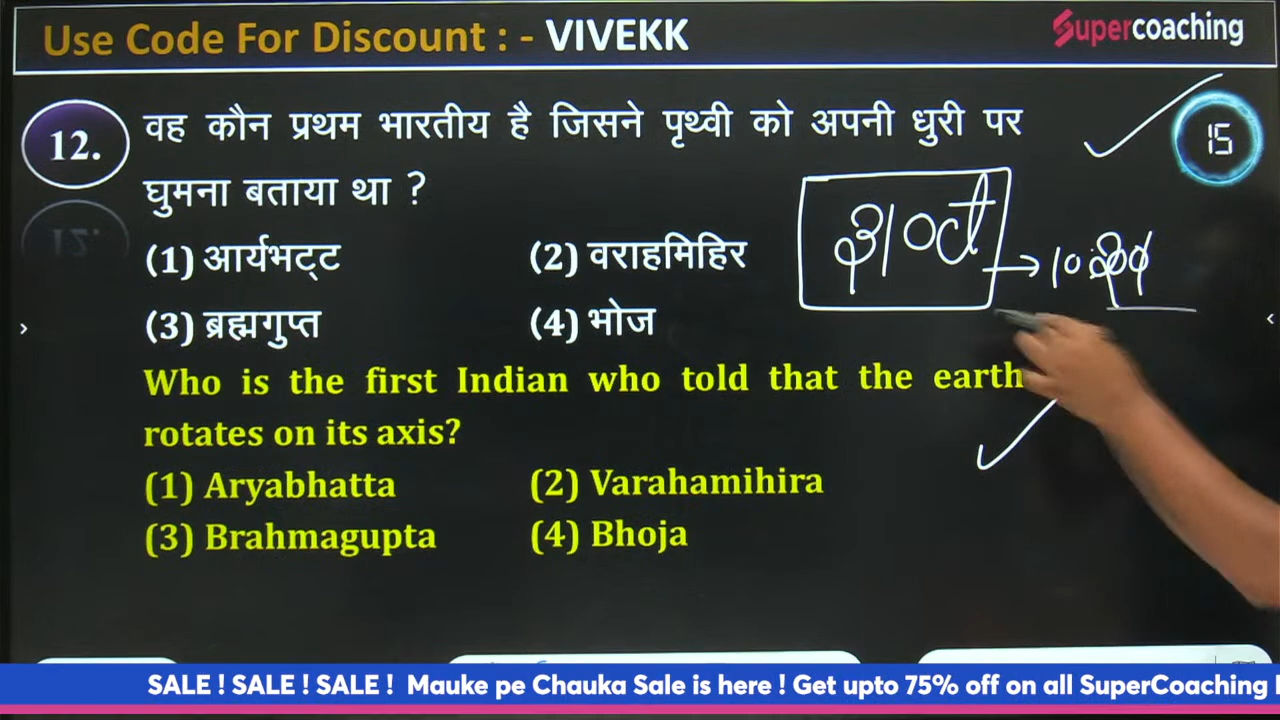 Use Code For Discount : - VIVEKK
Supercoaching
12. वह कौन प्रथम भारतीय है जिसने पृथ्वी को अपनी धुरी पर
15
घुमना बताया था ?
(1) आर्यभट्ट (2) वराहमिहिर
(3) ब्रह्मगुप्त (4) भोज
Who is the first Indian who told that the earth
rotates on its axis?
(1) Aryabhatta (2) Varahamihira
(3) Brahmagupta (4) Bhoja
SALE ! SALE ! SALE ! Mauke pe Chauka Sale is here ! Get upto 75% off on all SuperCoaching